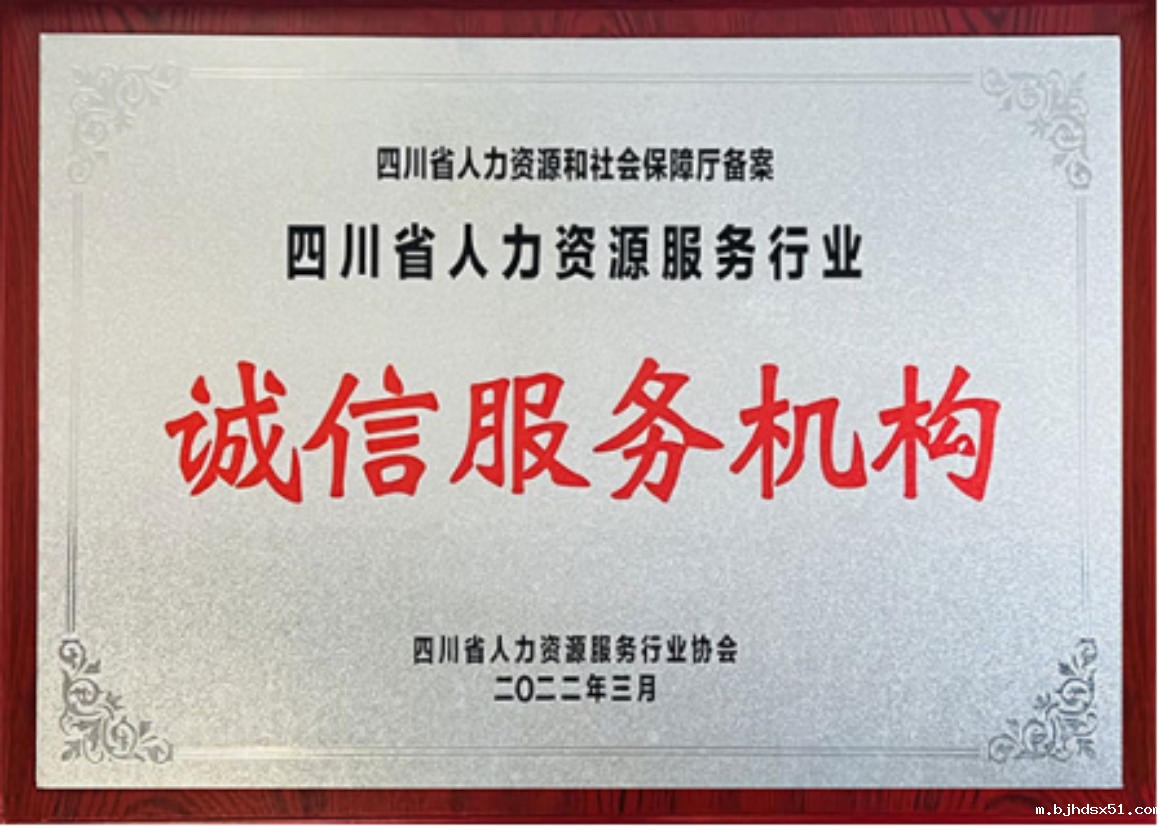 四川省人力资源和社会保障厅备案
四川省人力资源服务行业
诚信服务机构
四川省人力资源服务行业协会
二〇二二年三月
m.bjhdsx51.com